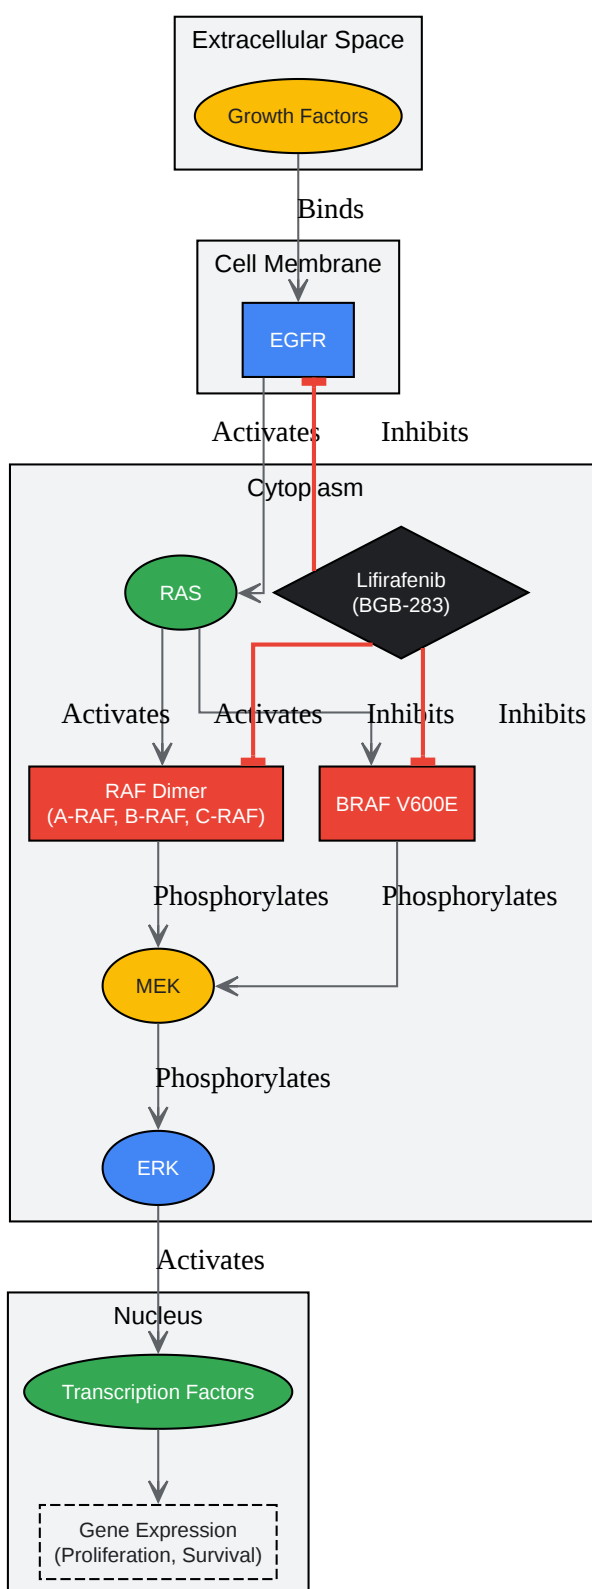 Extracellular Space
Growth Factors
Binds
Cell Membrane
EGFR
Activates
Inhibits
Cytoplasm
RAS
Lifirafenib
(BGB-283)
Activates
Activates
Inhibits
Inhibits
RAF Dimer
(A-RAF, B-RAF, C-RAF)
BRAF V600E
Phosphorylates
Phosphorylates
MEK
Phosphorylates
ERK
Activates
Nucleus
Transcription Factors
Gene Expression
(Proliferation, Survival)